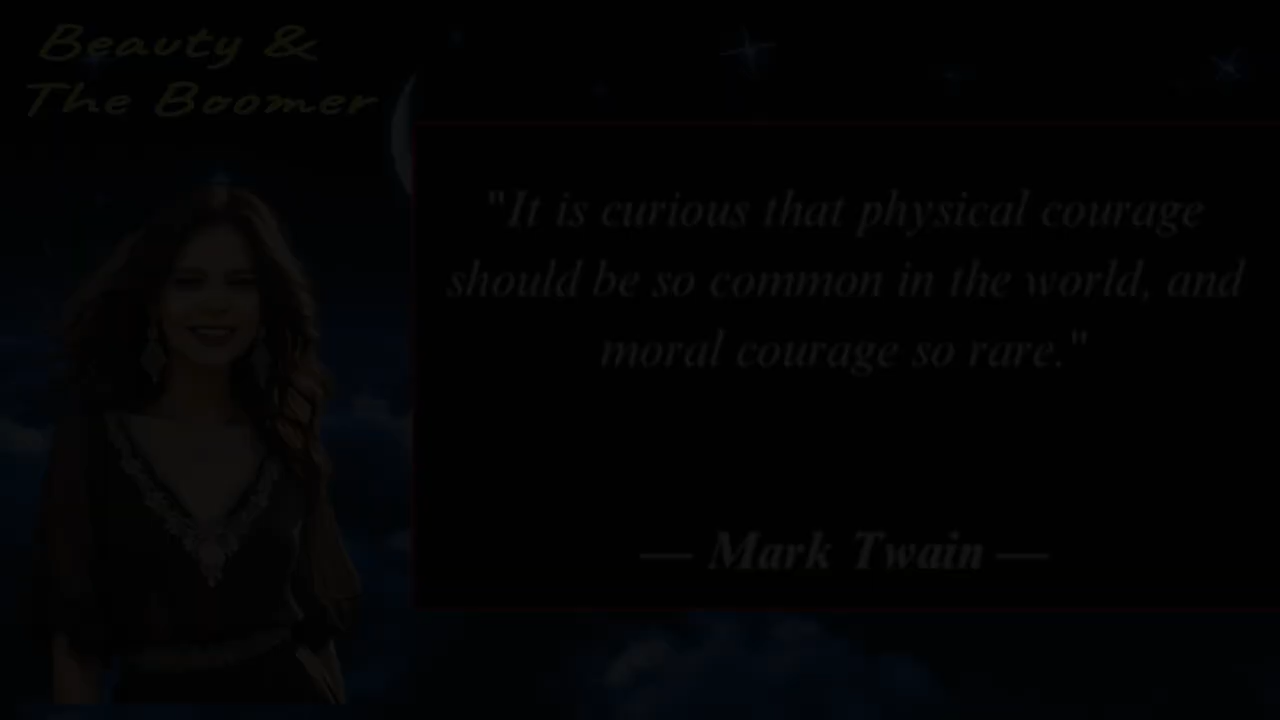 Beauty &
The Boomer
"It is curious that physical courage
should be so common in the world, and
moral courage so rare."
— Mark Twain —